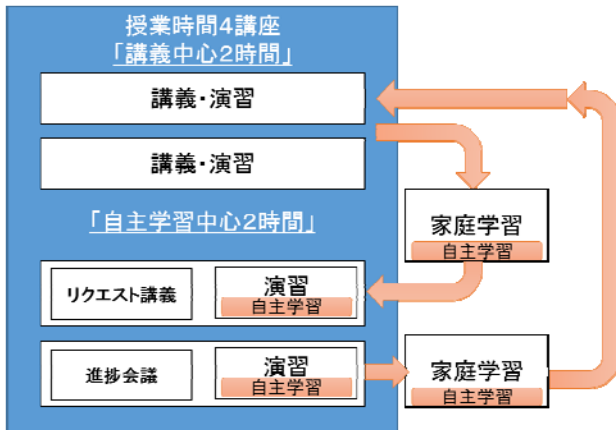 授業時間4講座
「講義中心2時間」
講義・演習
講義・演習
「自主学習中心2時間」
家庭学習
自主学習
リクエスト講義
演習
自主学習
進捗会議
演習
自主学習
家庭学習
自主学習